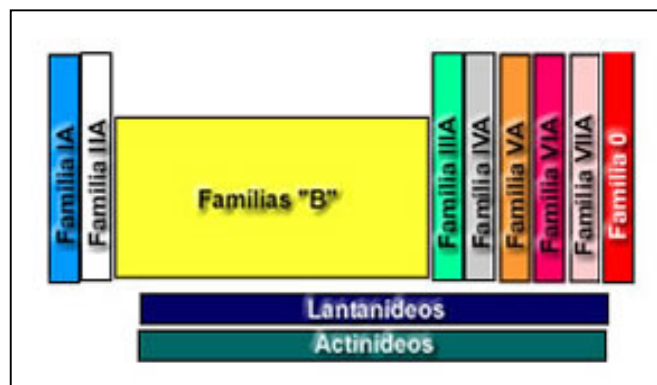 Família IA
Família IIA
Famílias "B"
Família IIIA
Família IVA
Família VA
Família VIA
Família VIIA
Família 0
Lantanídeos
Actinídeos